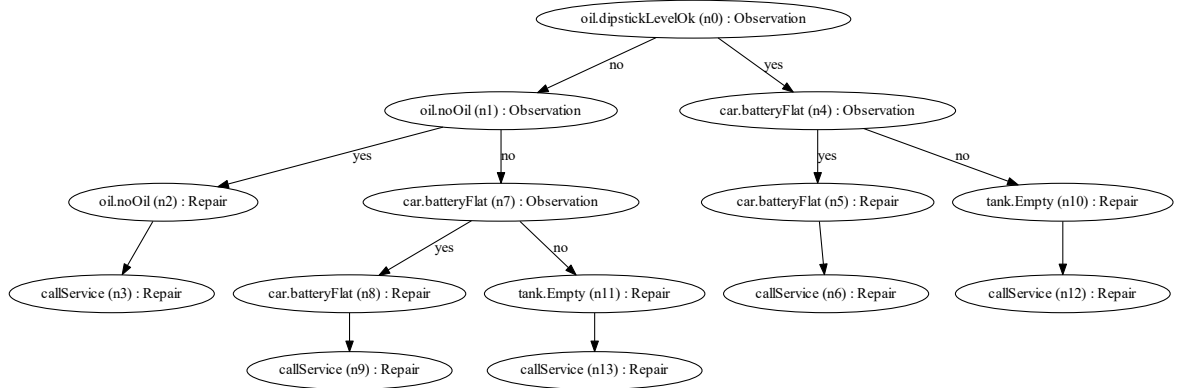 oil.dipstickLevelOk (n0) : Observation
no
yes
oil.noOil (n1) : Observation
car.batteryFlat (n4) : Observation
yes
no
yes
no
oil.noOil (n2) : Repair
car.batteryFlat (n7) : Observation
car.batteryFlat (n5) : Repair
tank.Empty (n10) : Repair
yes
no
callService (n3) : Repair
car.batteryFlat (n8) : Repair
tank.Empty (n11) : Repair
callService (n6) : Repair
callService (n12) : Repair
callService (n9) : Repair
callService (n13) : Repair